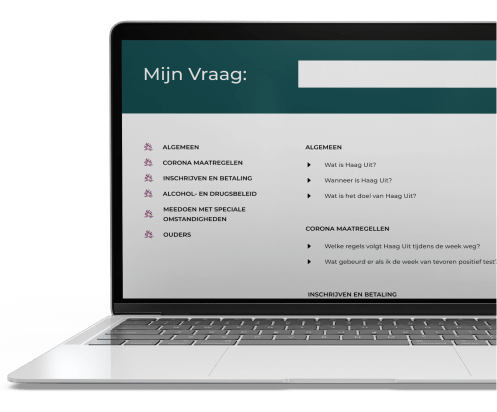 Mijn Vraag:
ALGEMEEN
CORONA MAATREGELEN
INSCHRIJVEN EN BETALING
ALCOHOL- EN DRUGSBELEID
MEEDOEN MET SPECIALE
OMSTANDIGHEDEN
OUDERS
ALGEMEEN
Wat is Haag Uit?
Wanneer is Haag Uit?
Wat is het doel van Haag Uit?
CORONA MAATREGELLEN
Welke regels volgt Haag Uit tijdens de week weg?
Wat gebeurd er als ik de week van tevoren positief test?
INSCHRIJVEN EN BETALING